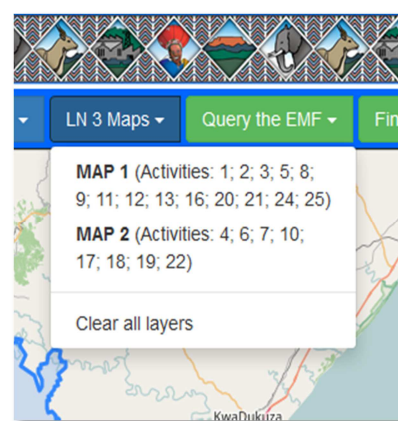 LN 3 Maps
Query the EMF
Fin
MAP 1 (Activities: 1; 2; 3; 5; 8;
9; 11; 12; 13; 16; 20; 21; 24; 25)
MAP 2 (Activities: 4; 6; 7; 10;
17; 18; 19; 22)
Clear all layers
KwaDukuza